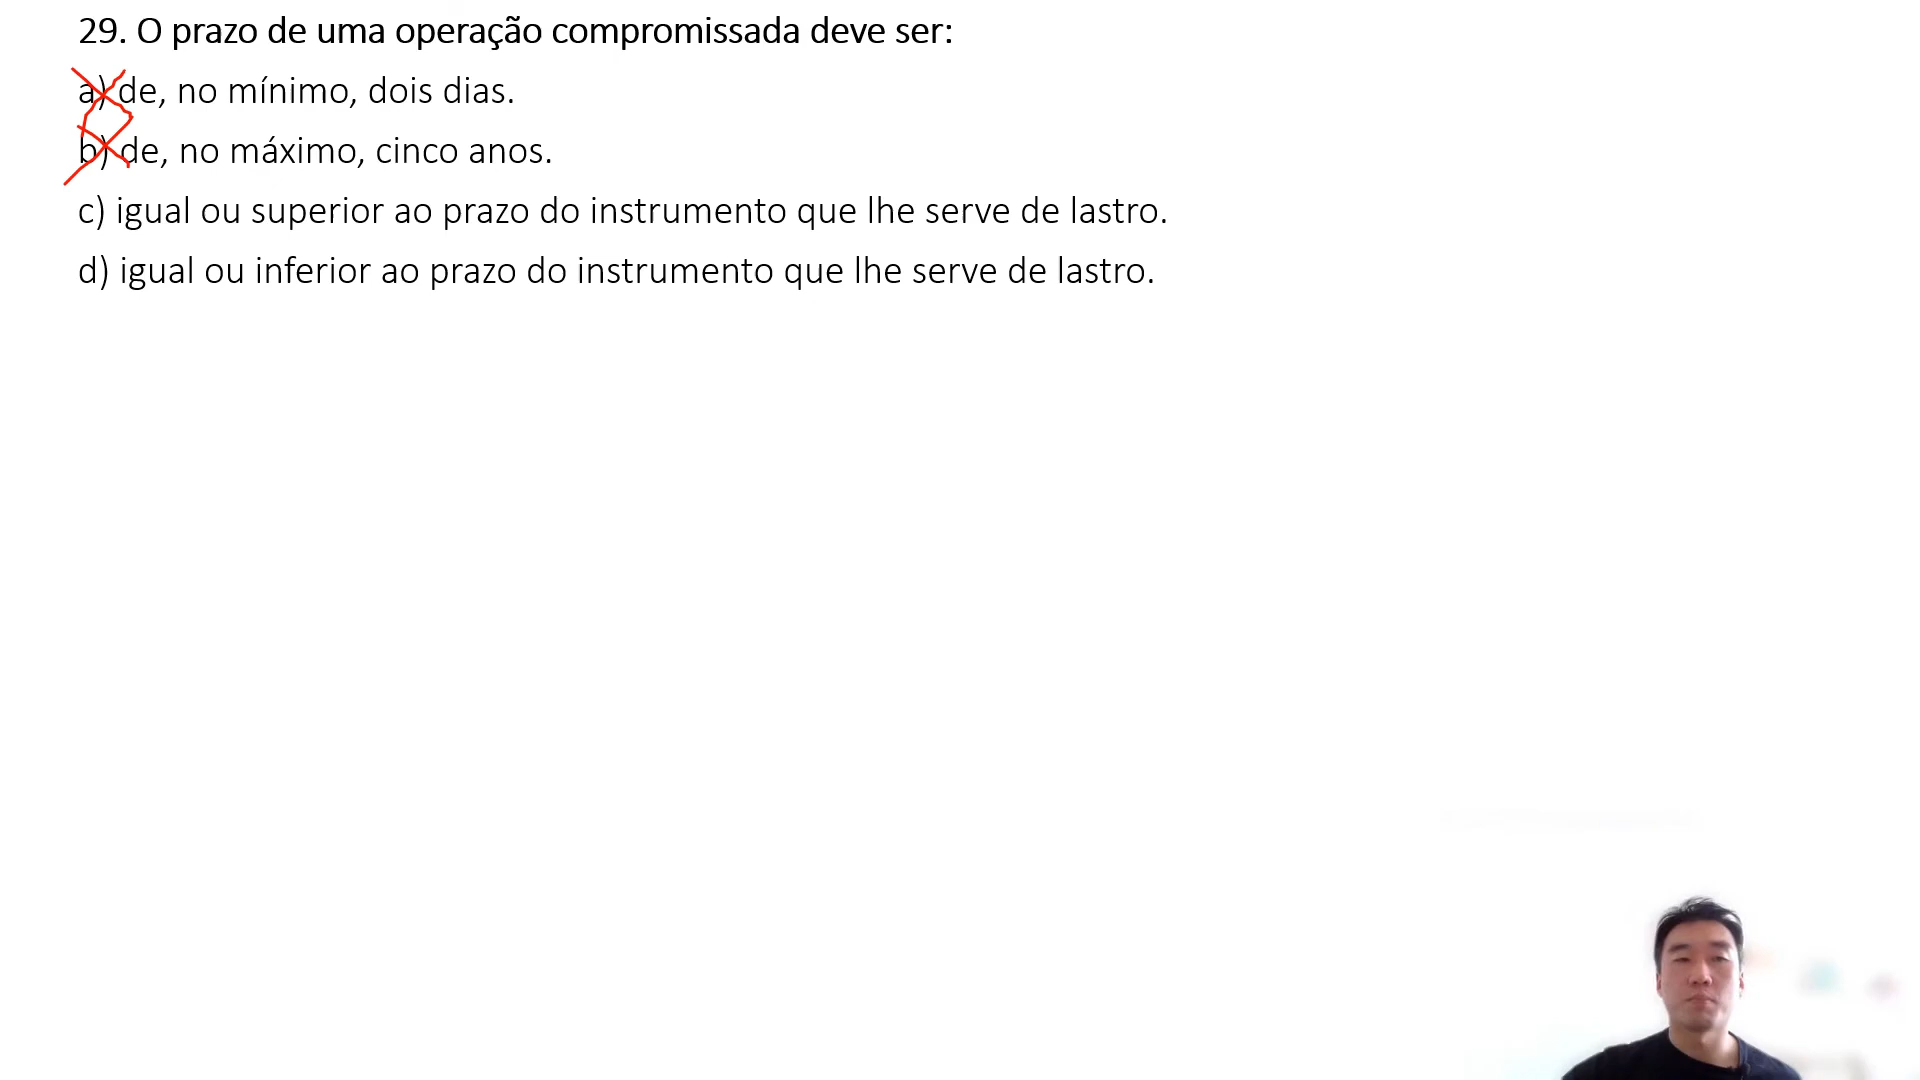 29. O prazo de uma operação compromissada deve ser:
a) de, no mínimo, dois dias.
b) de, no máximo, cinco anos.
c) igual ou superior ao prazo do instrumento que lhe serve de lastro.
d) igual ou inferior ao prazo do instrumento que lhe serve de lastro.